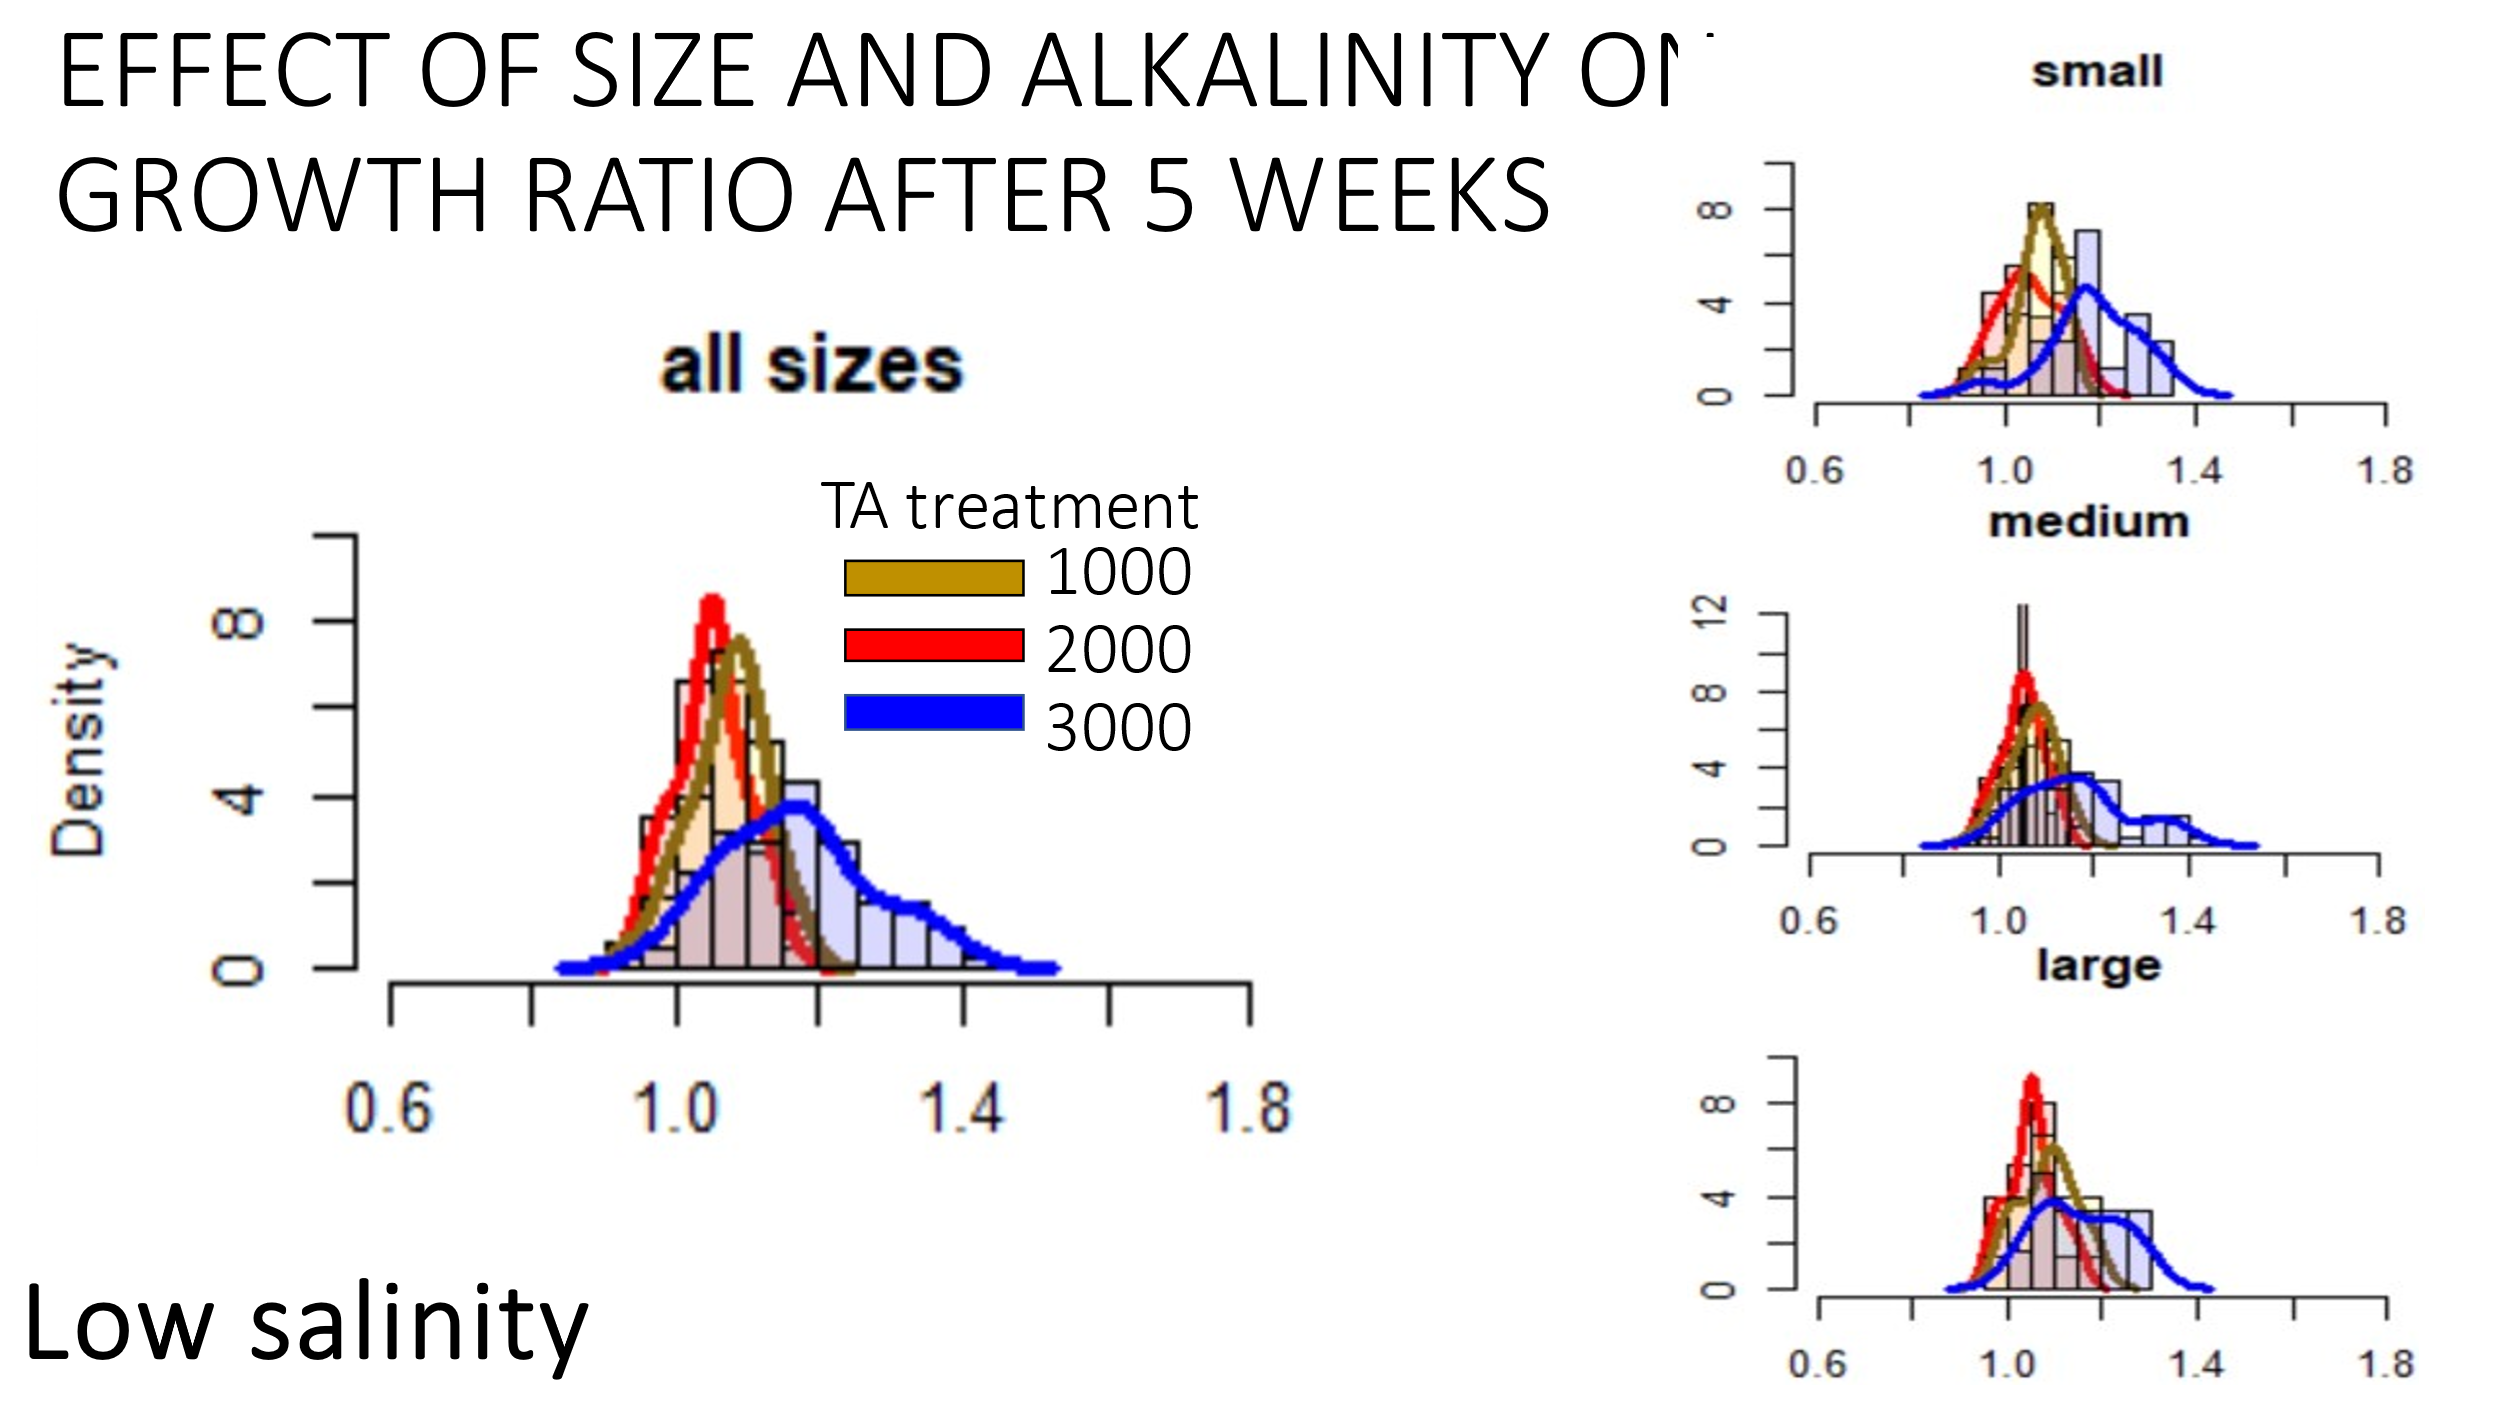 EFFECT OF SIZE AND ALKALINITY ON
GROWTH RATIO AFTER 5 WEEKS
all sizes
TA treatment
1000
2000
3000
Density
8
4
0
0.6 1.0 1.4 1.8
Low salinity
small
8
4
0
0.6 1.0 1.4 1.8
medium
12
8
4
0
0.6 1.0 1.4 1.8
large
8
4
0
0.6 1.0 1.4 1.8